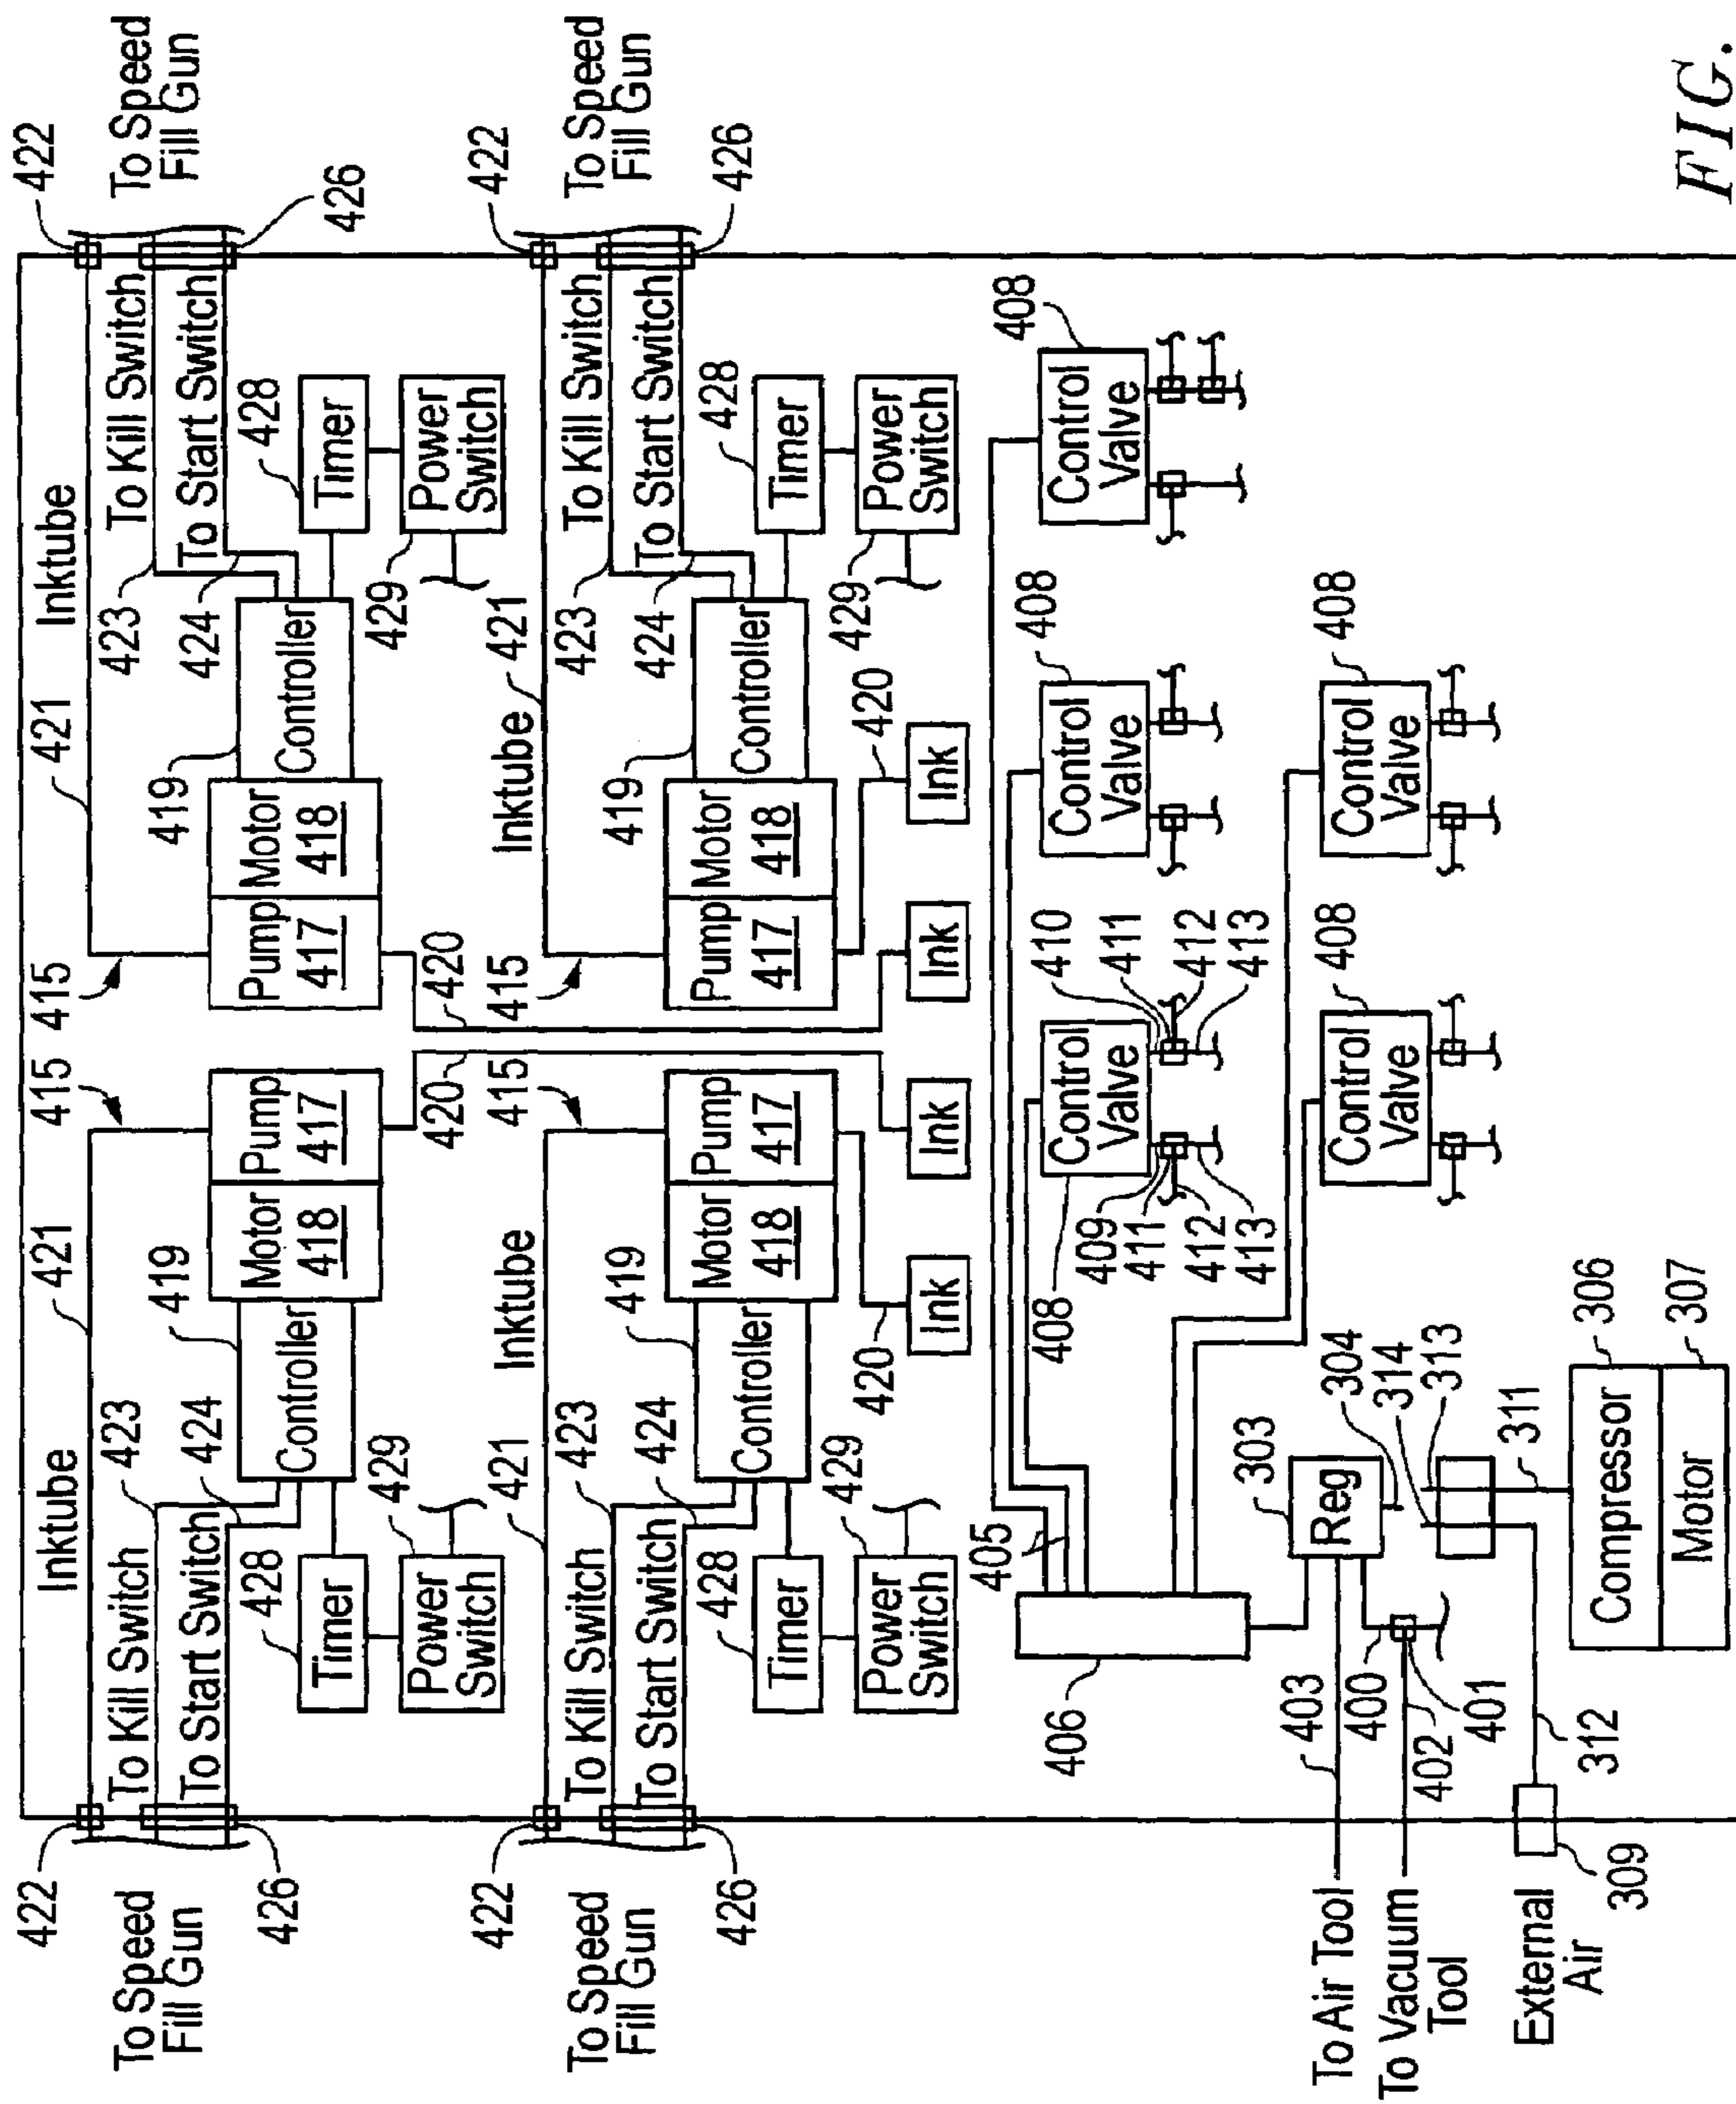 422
Inktube
421
415
415
421
Inktube
422
To Speed
Fill Gun
To Kill Switch
423
419
419
423
To Kill Switch
To Speed
Fill Gun
To Start Switch
424
424
To Start Switch
426
428
Controller
Motor
418
Pump
417
Pump
417
Motor
418
Controller
428
426
Timer
429
420
420
429
Timer
Power
Switch
Power
Switch
422
421
Inktube
415
415
Inktube
421
422
To Speed
Fill Gun
To Kill Switch
423
419
419
423
To Kill Switch
To Speed
Fill Gun
To Start Switch
424
424
To Start Switch
426
428
Controller
Motor
418
Pump
417
Pump
417
Motor
418
Controller
428
426
Timer
429
420
420
429
Timer
Power
Switch
Ink
Ink
Ink
Ink
Power
Switch
405
408
408
406
408
Control
Valve
410
Control
Valve
Control
Valve
409
411
411
412
412
413
413
303
408
408
403
Reg
304
Control
Valve
Control
Valve
To Air Tool
400
314
To Vacuum
Tool
402
401
313
External
Air
309
312
311
Compressor
306
Motor
307
FIG.